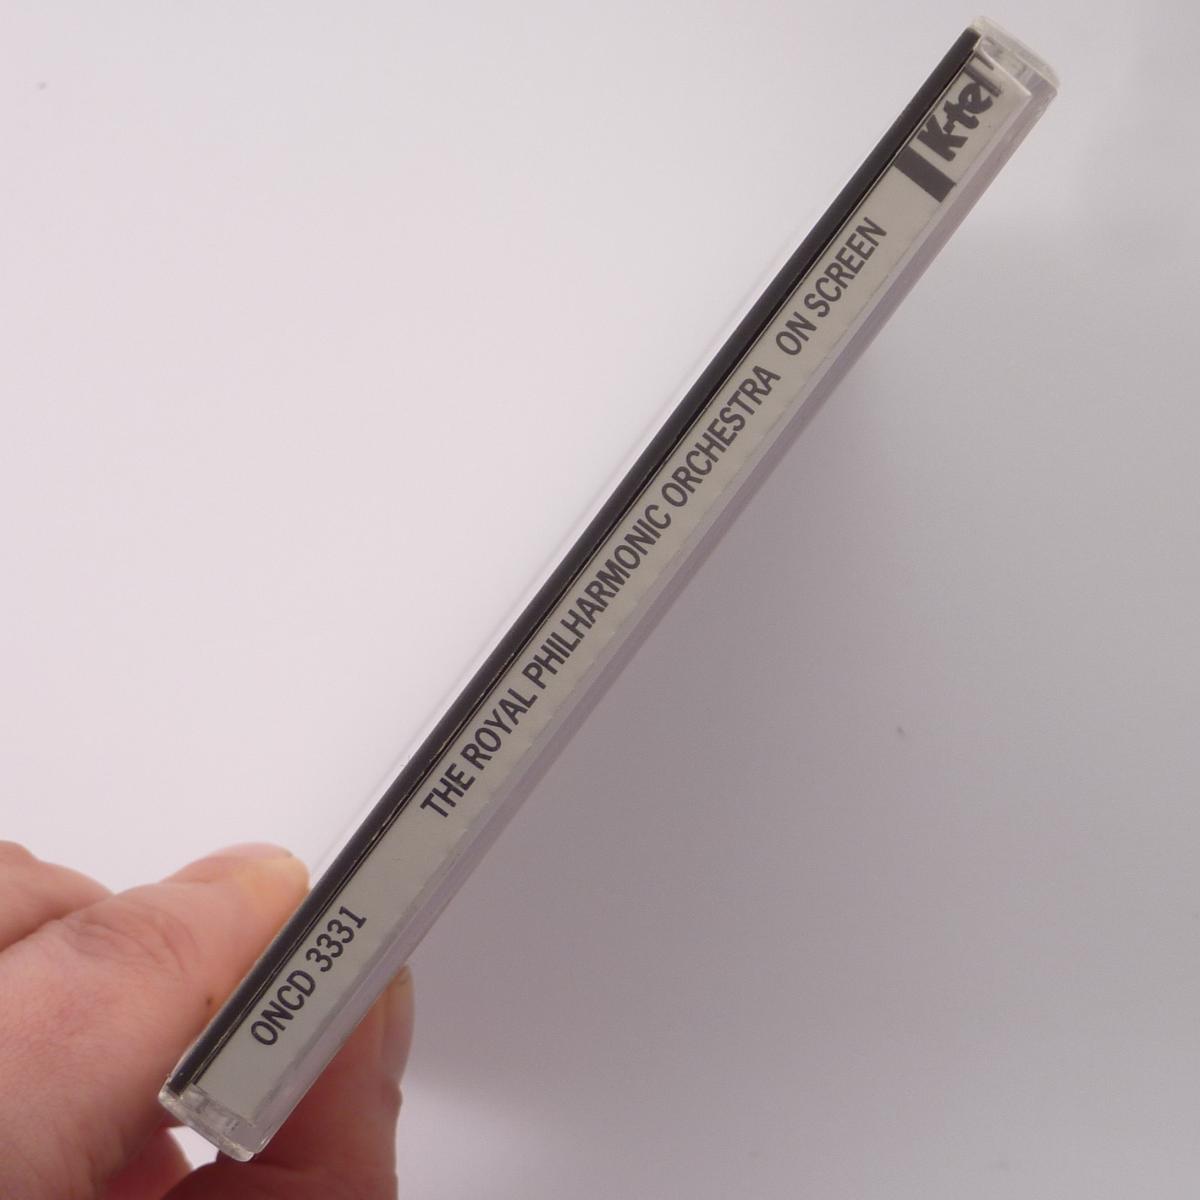 ONCD 3331 THE ROYAL PHILHARMONIC ORCHESTRA ON SCREEN K-tel